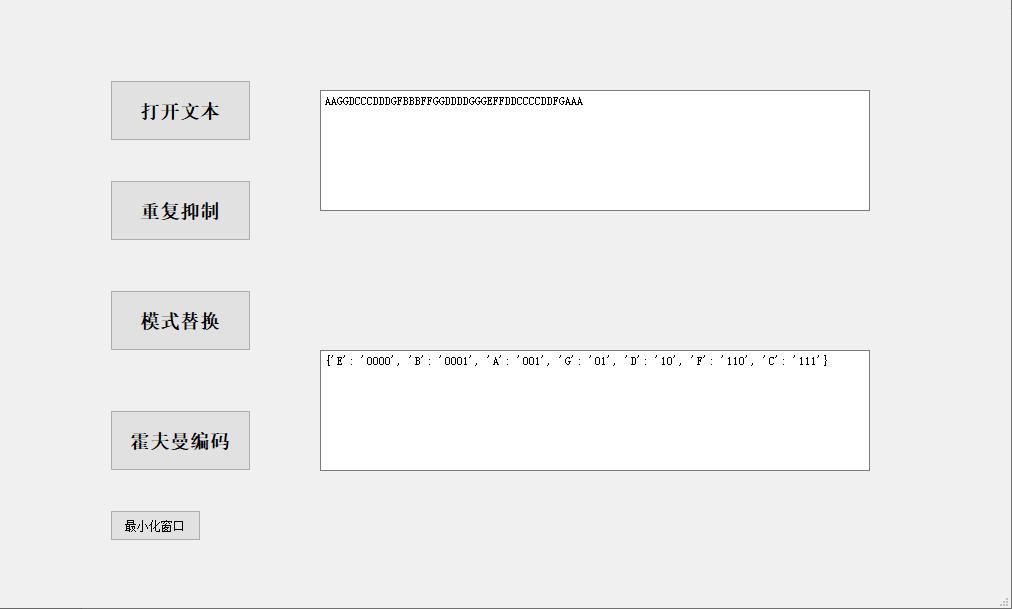 打开文本
AAGGDCCCDDDGFBBBFFGGDDDDGGGEFFDDCCCCDDFGAAA
重复抑制
模式替换
{'E': '0000', 'B': '0001', 'A': '001', 'G': '01', 'D': '10', 'F': '110', 'C': '111'}
霍夫曼编码
最小化窗口